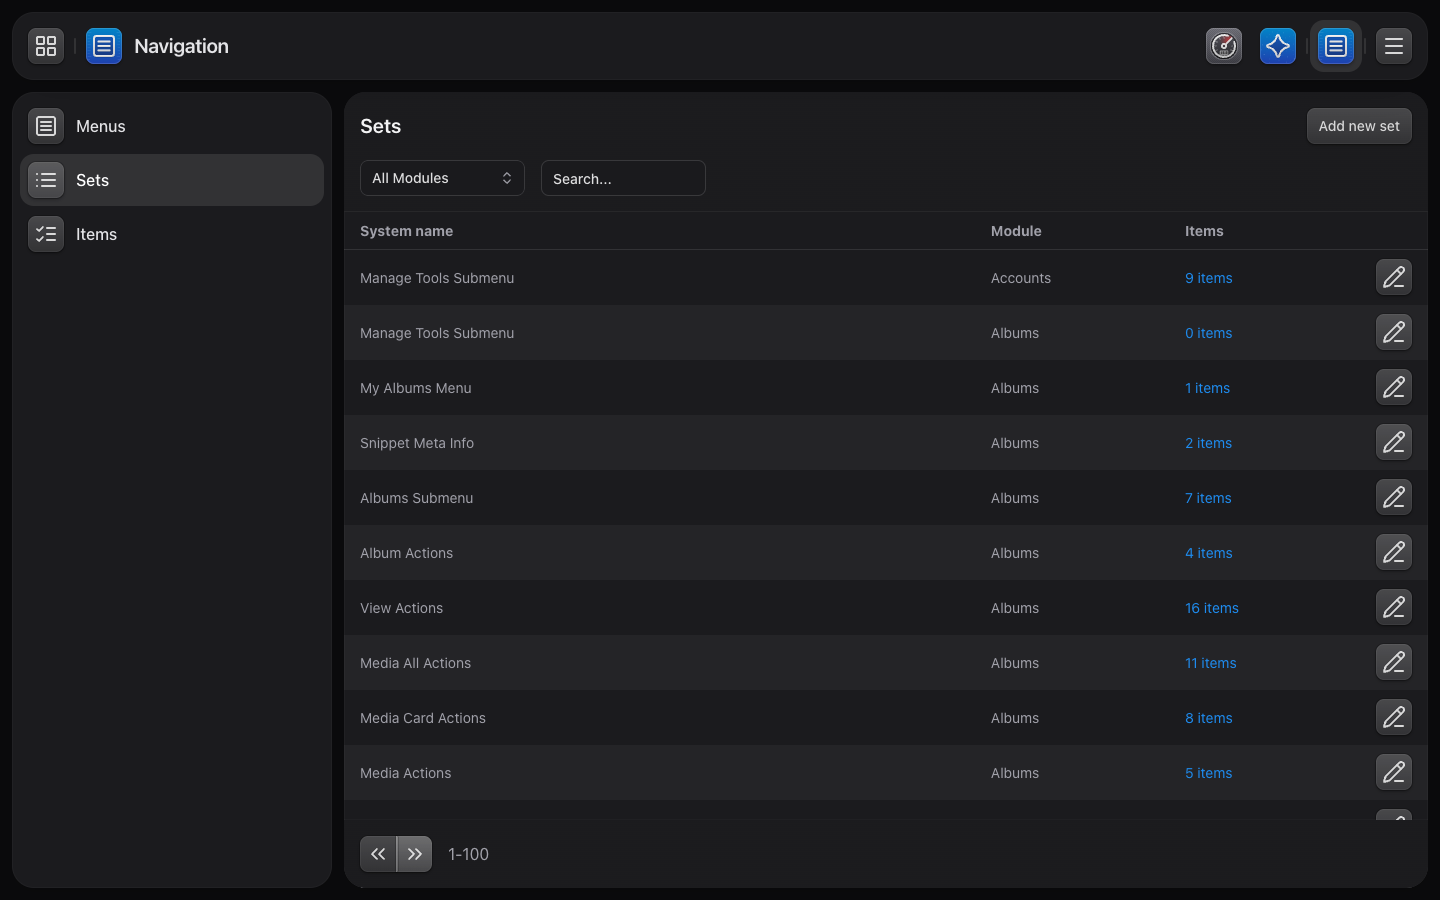 Navigation
Menus
Sets
Items
Sets
Add new set
All Modules
Search...
System name Module Items
Manage Tools Submenu Accounts 9 items
Manage Tools Submenu Albums 0 items
My Albums Menu Albums 1 items
Snippet Meta Info Albums 2 items
Albums Submenu Albums 7 items
Album Actions Albums 4 items
View Actions Albums 16 items
Media All Actions Albums 11 items
Media Card Actions Albums 8 items
Media Actions Albums 5 items
1-100